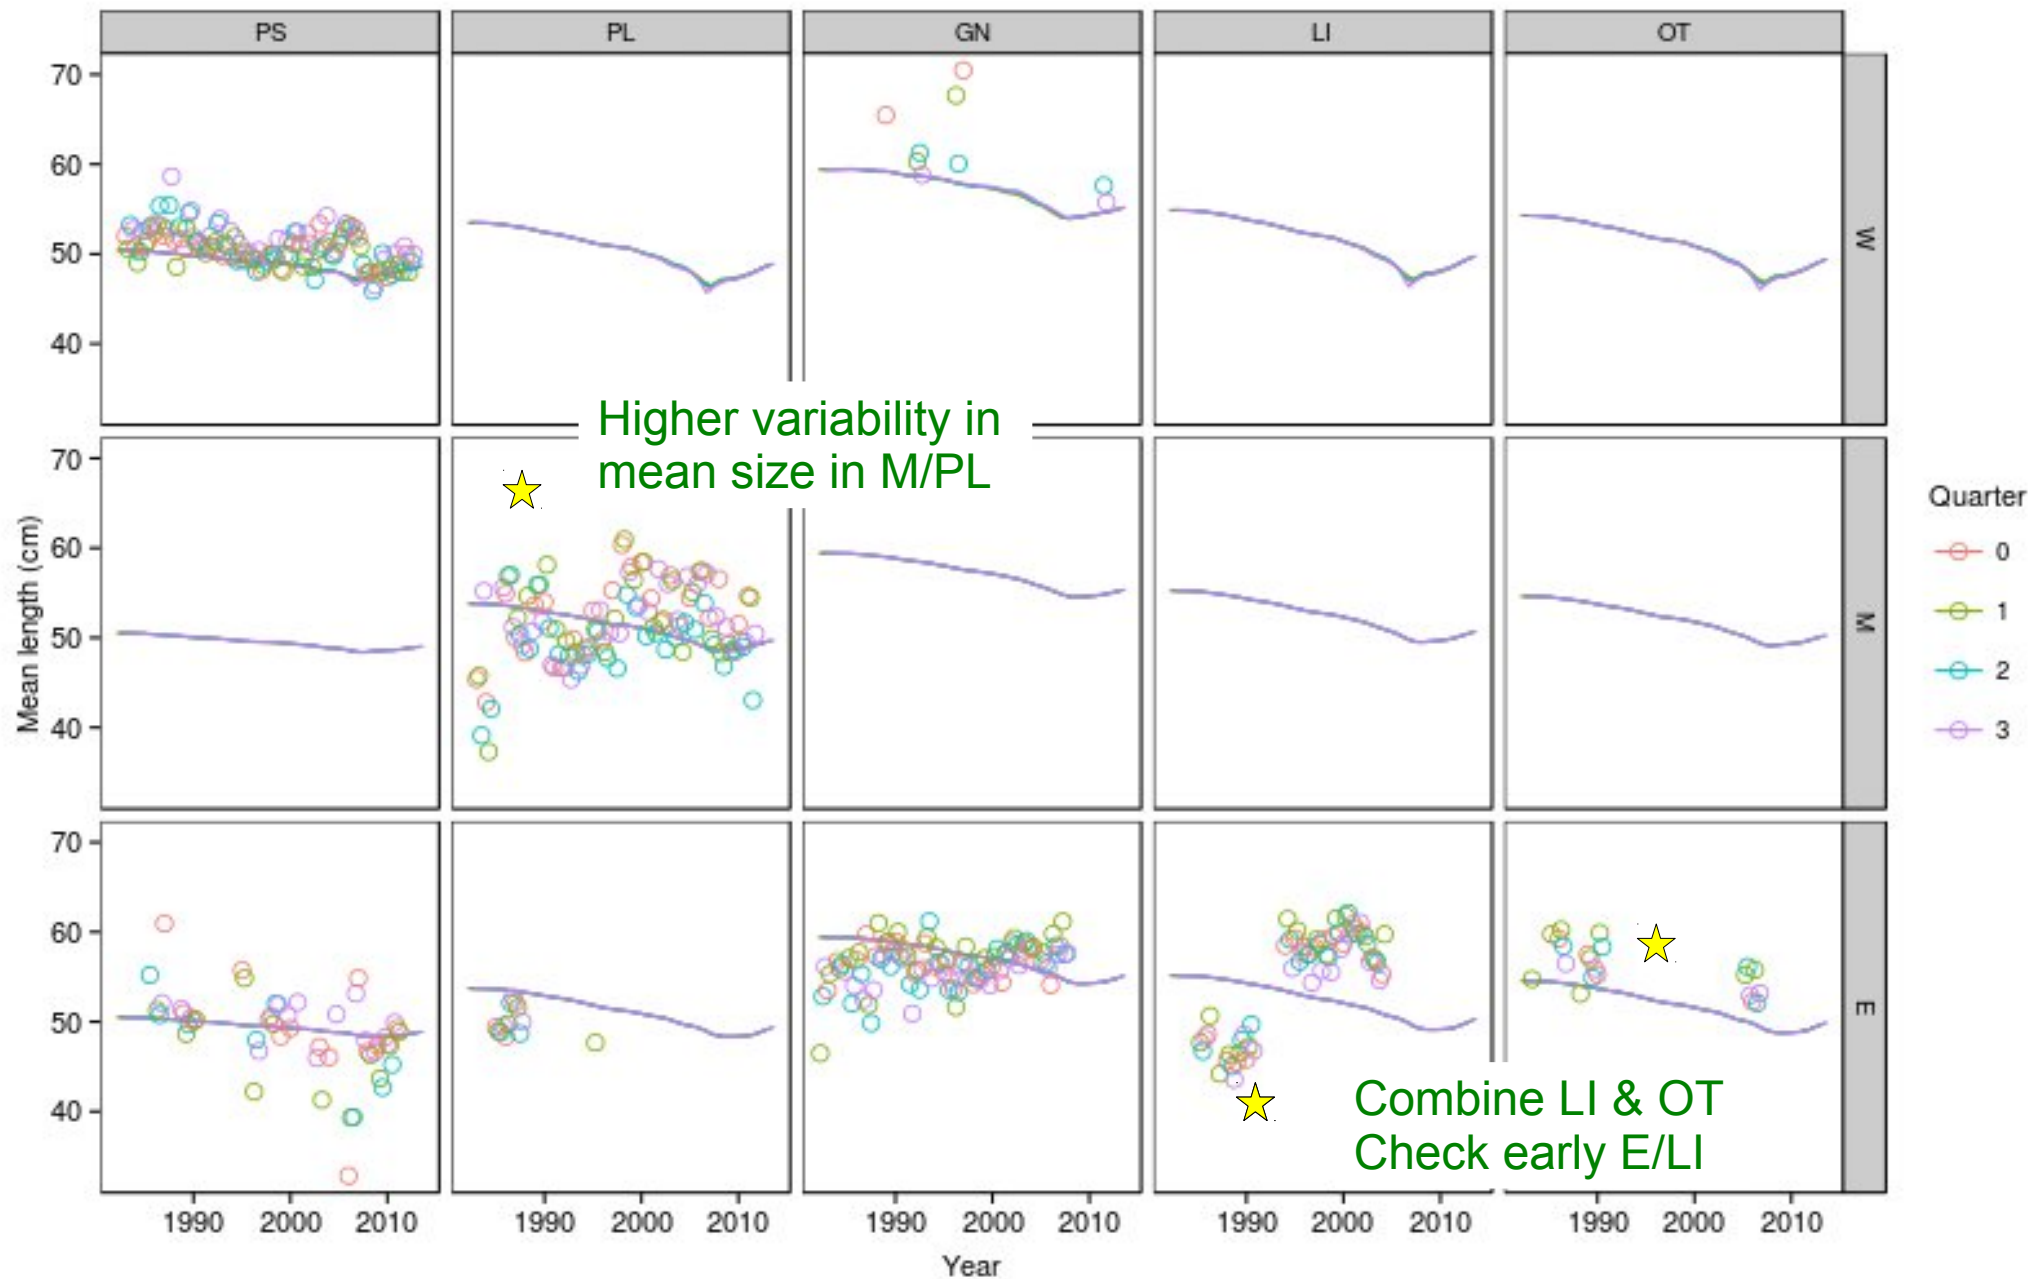 PS PL GN LI OT
70
60
50
40
W
Higher variability in
mean size in M/PL
70
60
50
40
M
Mean length (cm)
Quarter
0
1
2
3
70
60
50
40
E
Combine LI & OT
Check early E/LI
1990 2000 2010 1990 2000 2010 1990 2000 2010 1990 2000 2010 1990 2000 2010
Year